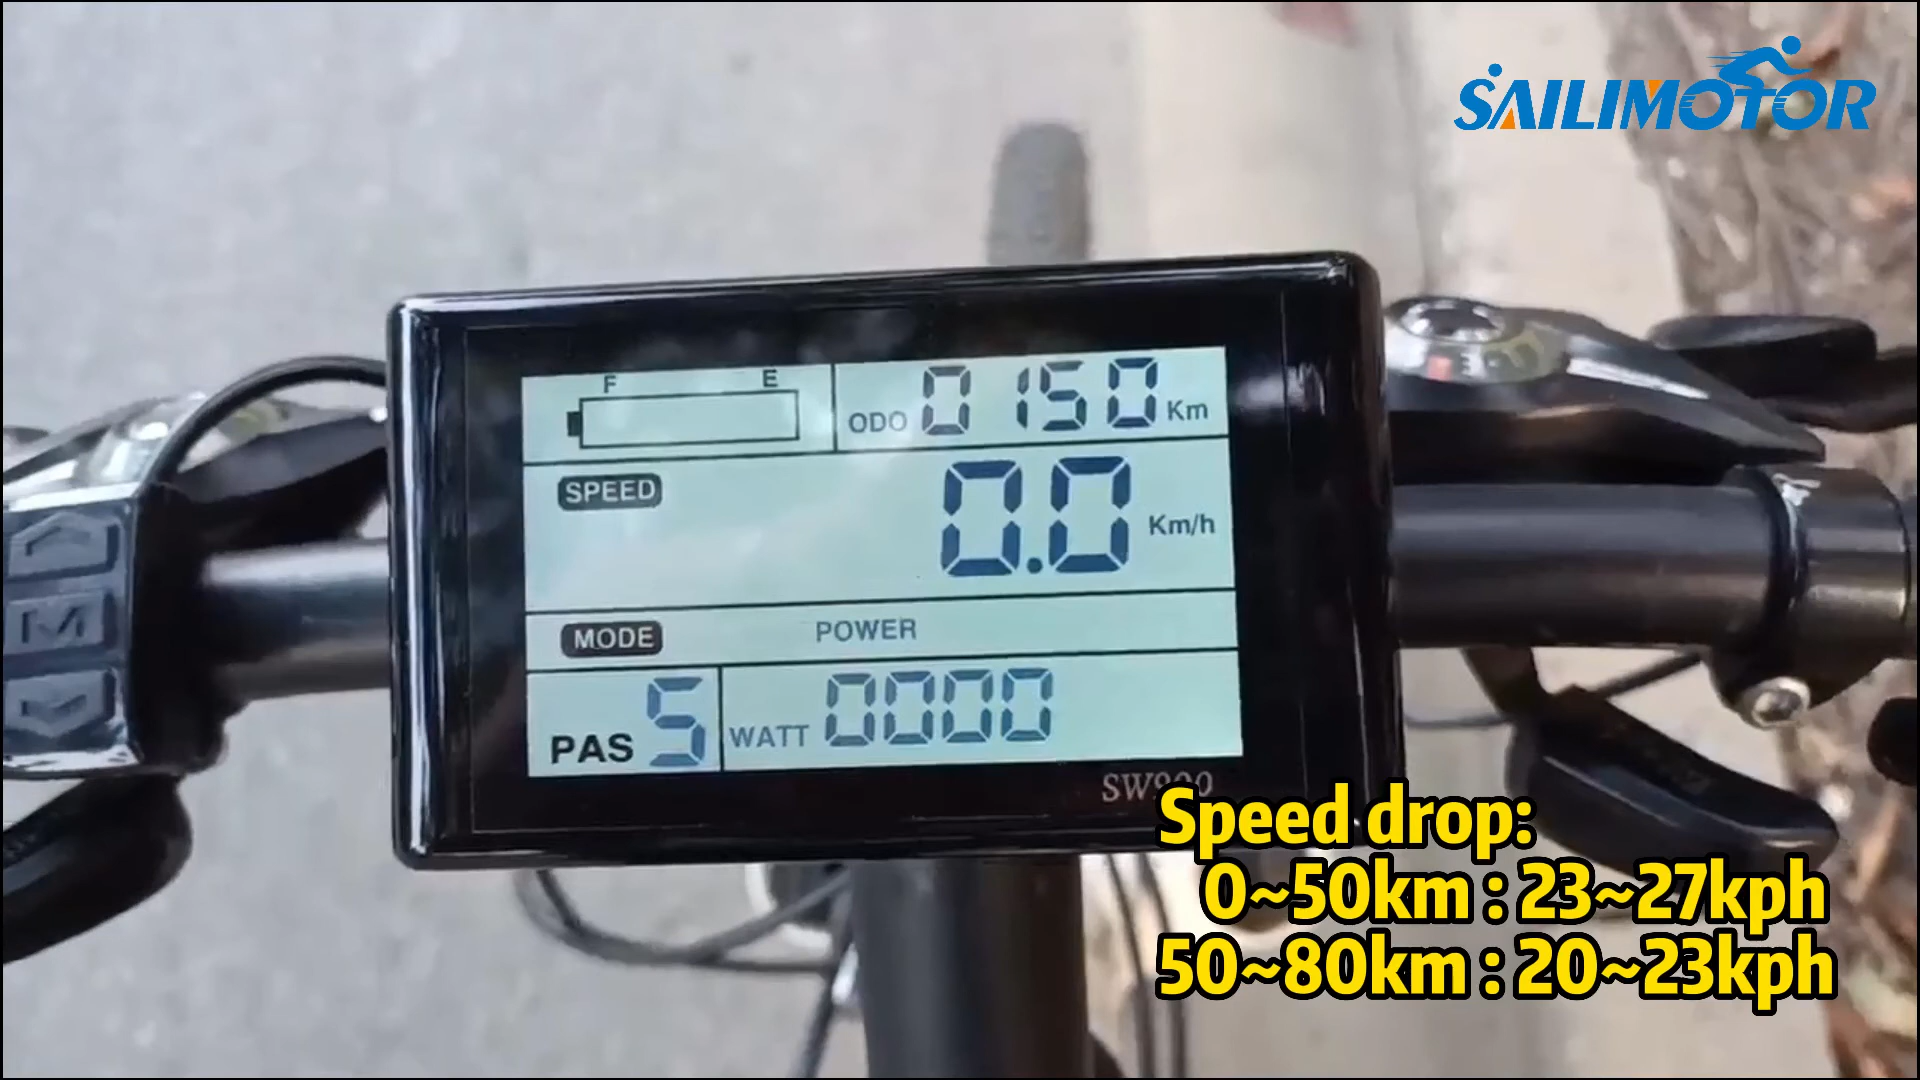 SAILIMOTOR
F E
ODO 0150 Km
SPEED
0.0 Km/h
MODE POWER
PAS 5 WATT 0000
SW900
Speed drop:
0~50km : 23~27kph
50~80km : 20~23kph
M